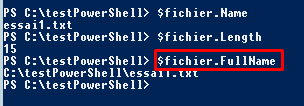 PS C:\testPowerShell> $fichier.Name
essai1.txt
PS C:\testPowerShell> $fichier.Length
15
PS C:\testPowerShell> $fichier.FullName
C:\testPowerShell\essai1.txt
PS C:\testPowerShell>